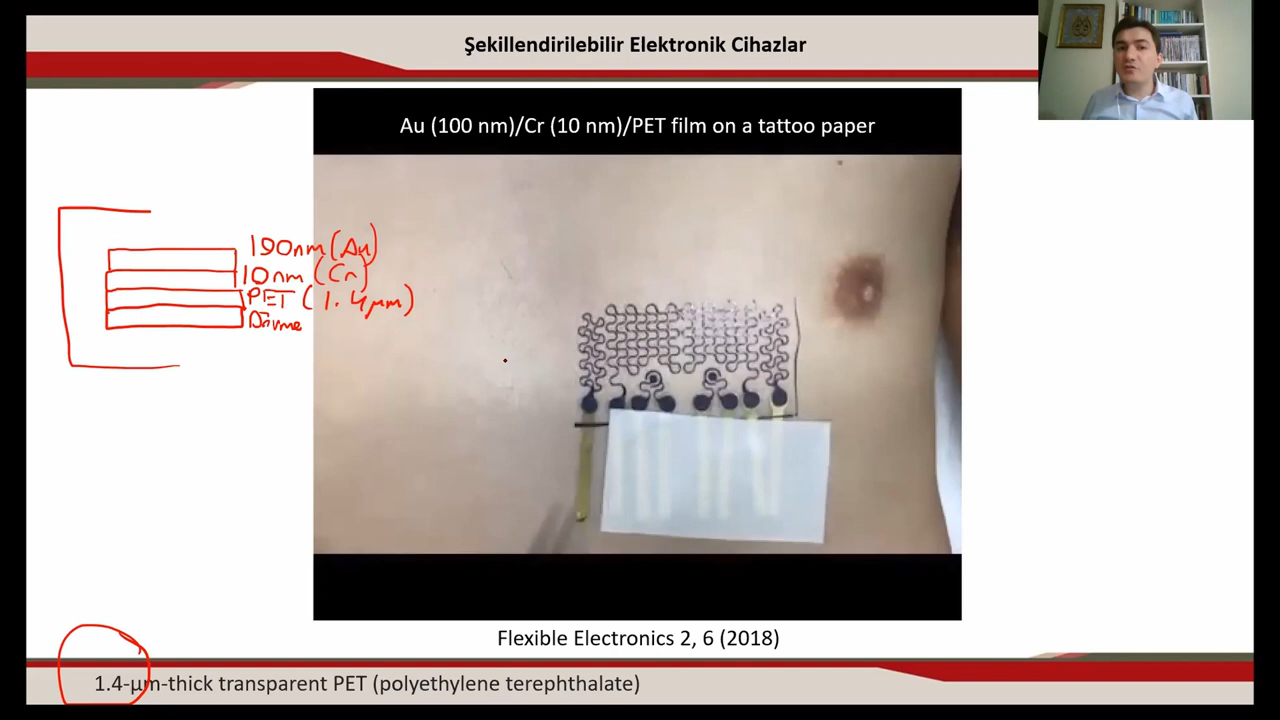 Şekillendirilebilir Elektronik Cihazlar
Au (100 nm)/Cr (10 nm)/PET film on a tattoo paper
100nm (Au)
10nm (Cr)
PET (1.4µm)
Flexible Electronics 2, 6 (2018)
1.4-µm-thick transparent PET (polyethylene terephthalate)